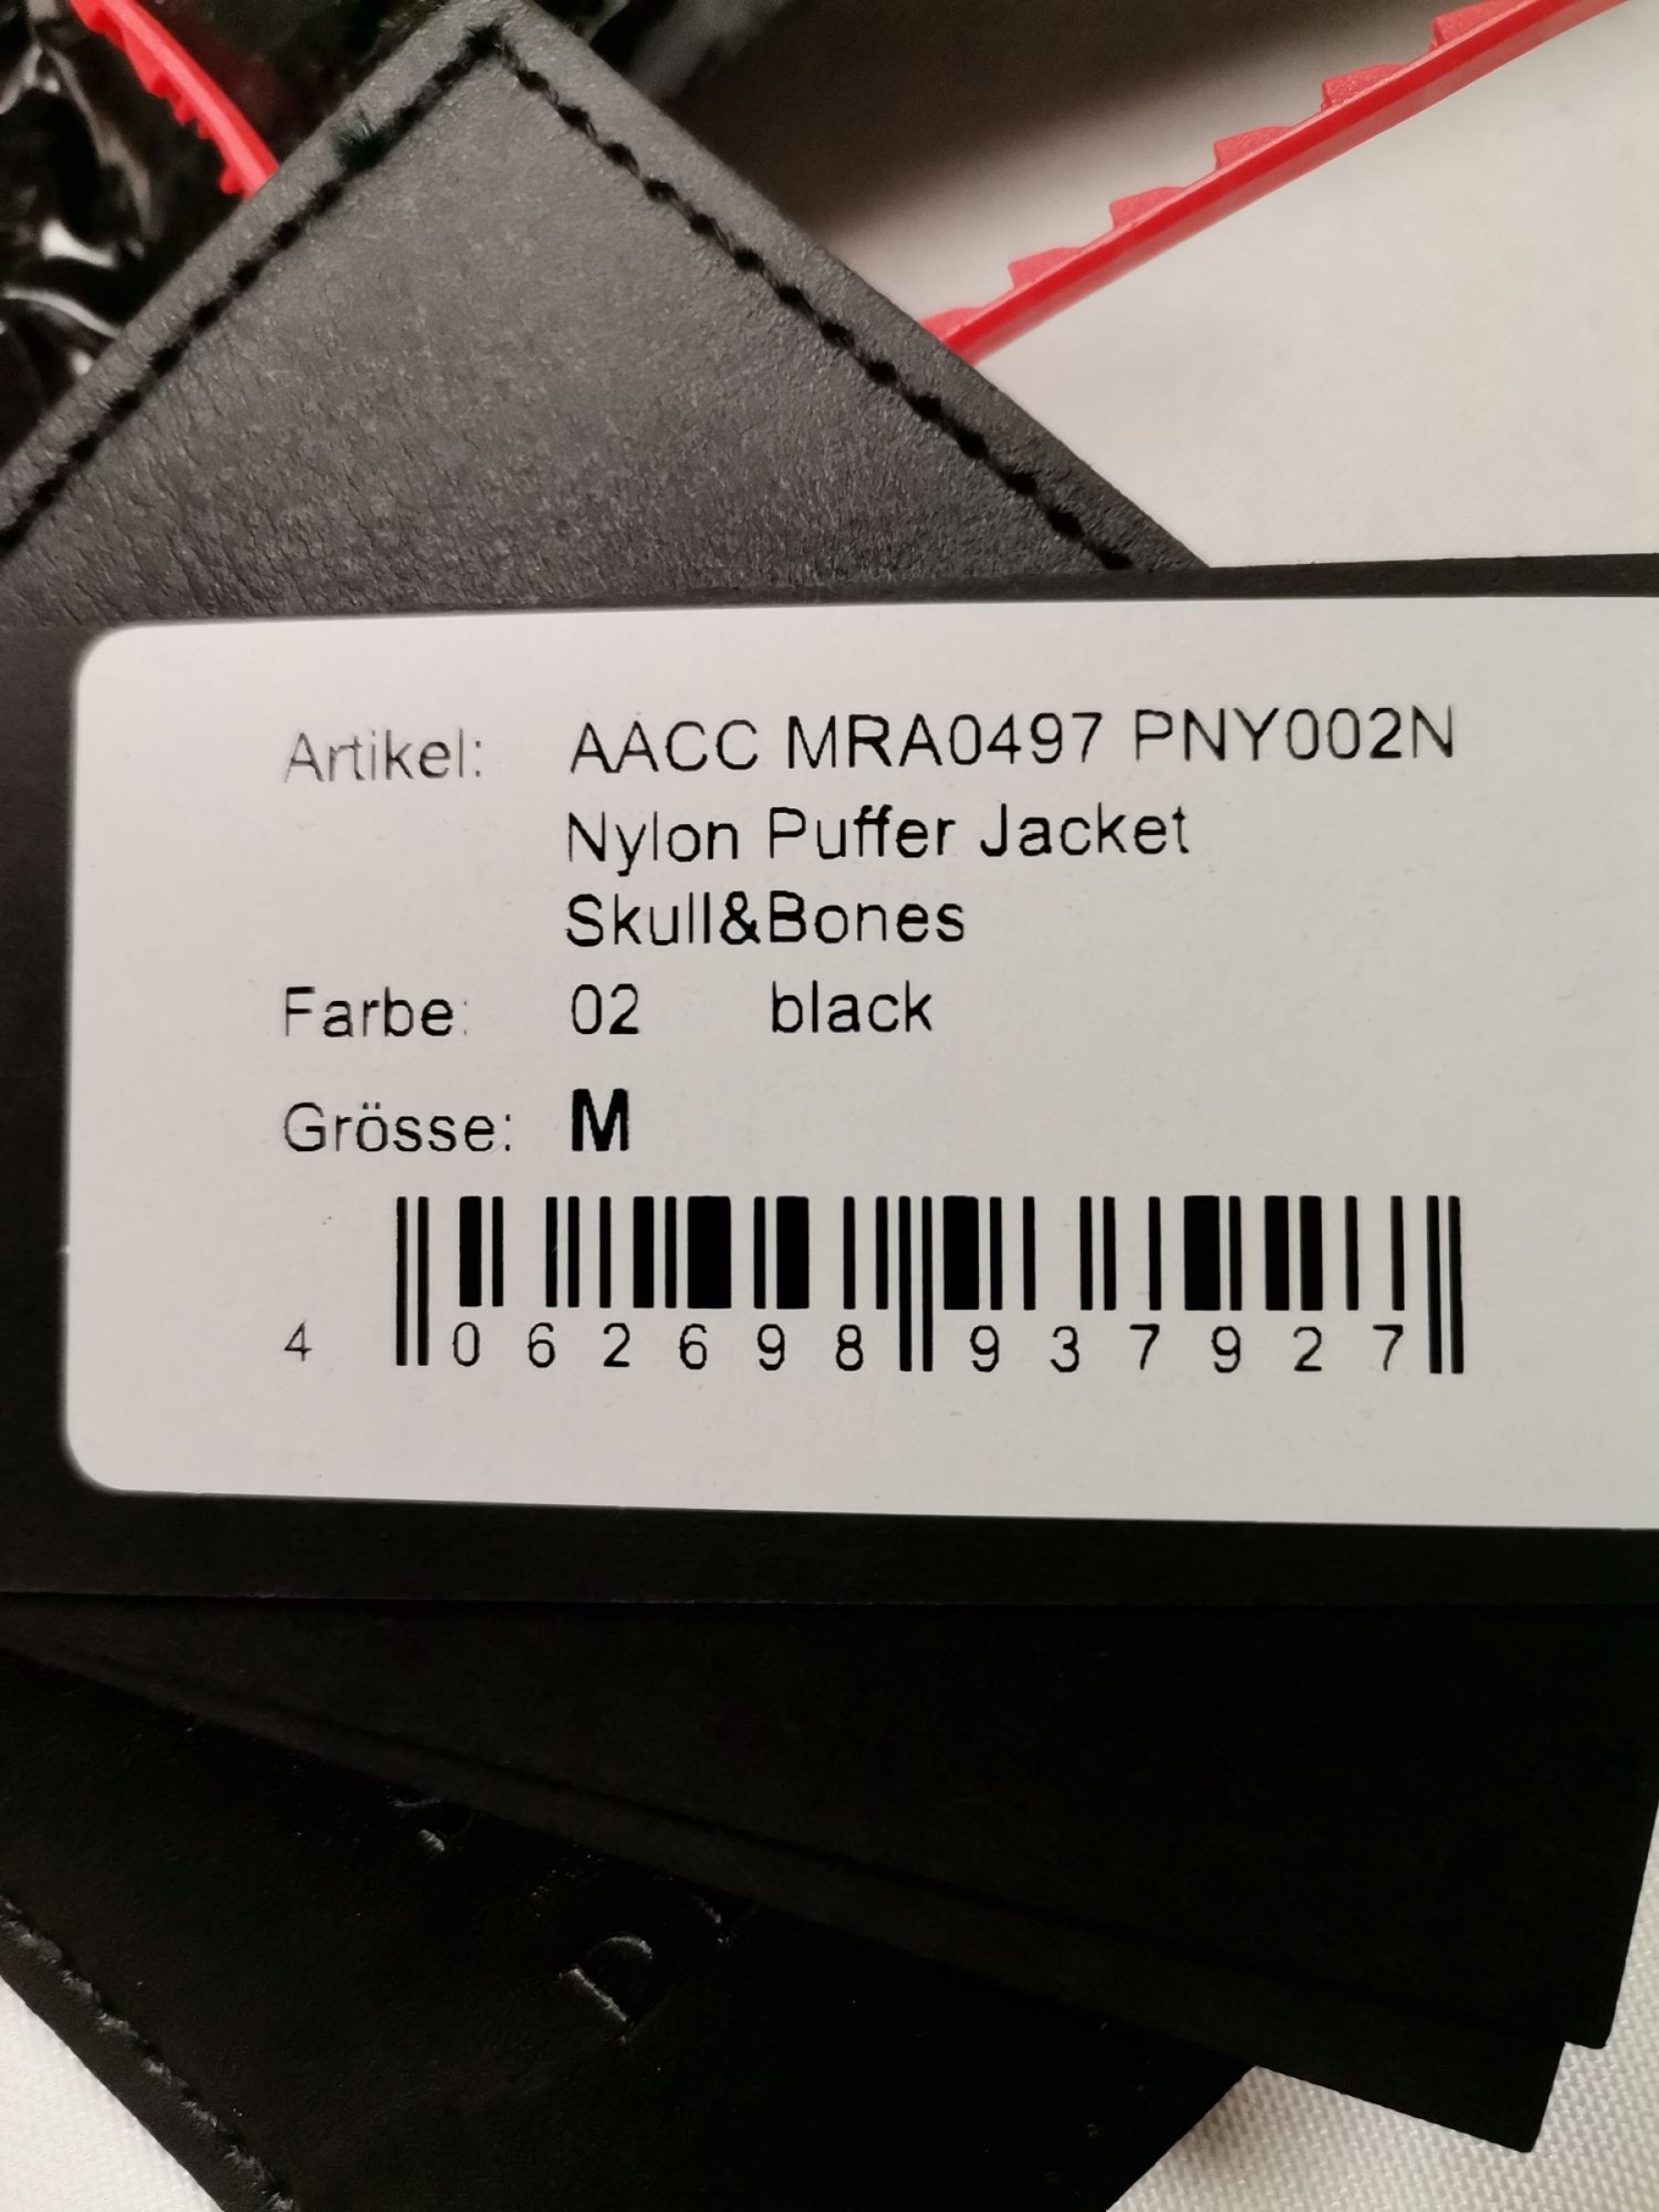 Artikel: AACC MRA0497 PNY002N
Nylon Puffer Jacket
Skull&Bones
Farbe: 02 black
Grösse: M
4 062698 937927